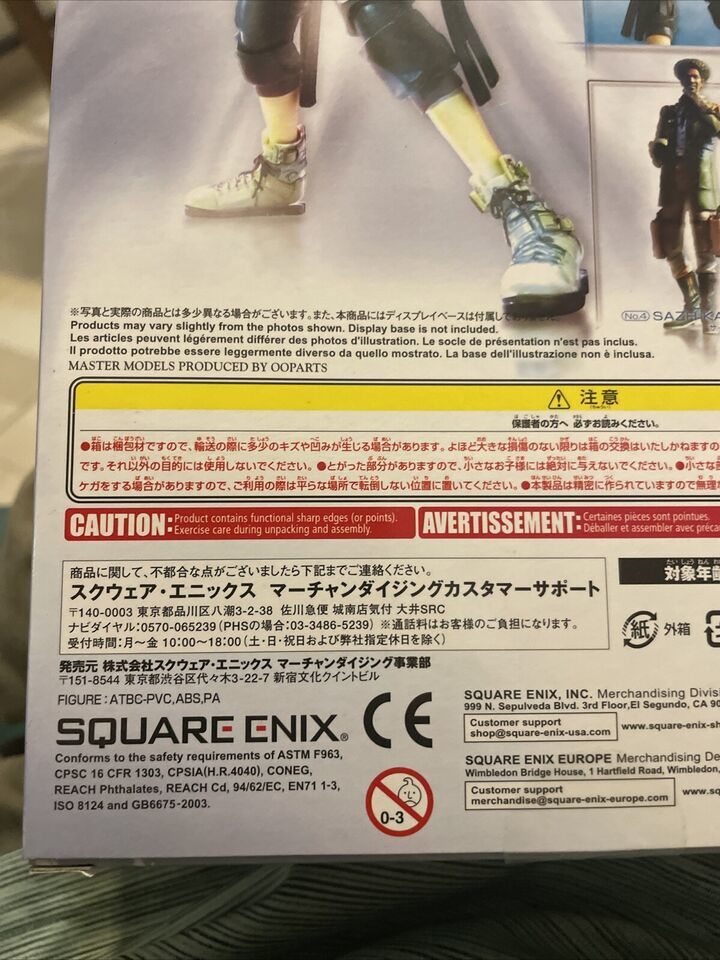 ※写真と実際の商品とは多少異なる場合がございます。また、本商品にはディスプレイベースは付属して
No.4 SAZH KA
Products may vary slightly from the photos shown. Display base is not included.
Les articles peuvent légèrement différer des photos d'illustration. Le socle de présentation n'est pas inclus.
Il prodotto potrebbe essere leggermente diverso da quello mostrato. La base dell'illustrazione non è inclusa.
MASTER MODELS PRODUCED BY OOPARTS
注意
保護者の方へ 必ずお読みください。
●箱は梱包材ですので、輸送の際に多少のキズや凹みが生じる場合があります。よほど大きな損傷のない限りは箱の交換はいたしかねますの
です。それ以外の目的には使用しないでください。●とがった部分がありますので、小さなお子様には絶対に与えないでください。●小さな
ケガをする場合がありますので、ご利用の際は平らな場所で転倒しない位置に置いてください。●本製品は精密に作られていますので無理な
CAUTION: Product contains functional sharp edges (or points).
Exercise care during unpacking and assembly.
AVERTISSEMENT: Certaines pièces sont pointues.
Déballer et assembler avec préca
商品に関して、不都合な点がございましたら下記までご連絡ください。
スクウェア・エニックス マーチャンダイジングカスタマーサポート
〒140-0003 東京都品川区八潮3-2-38 佐川急便 城南店気付 大井SRC
ナビダイヤル:0570-065239(PHSの場合:03-3486-5239) ※通話料はお客様のご負担になります。
受付時間:月~金 10:00~18:00(土・日・祝日および弊社指定休日を除く)
対象年齢
紙 外箱
発売元 株式会社スクウェア・エニックス マーチャンダイジング事業部
〒151-8544 東京都渋谷区代々木3-22-7 新宿文化クイントビル
FIGURE:ATBC-PVC,ABS,PA
SQUARE ENIX® CE
Conforms to the safety requirements of ASTM F963,
CPSC 16 CFR 1303, CPSIA(H.R.4040), CONEG,
REACH Phthalates, REACH Cd, 94/62/EC, EN71 1-3,
ISO 8124 and GB6675-2003.
0-3
SQUARE ENIX, INC. Merchandising Divisi
999 N. Sepulveda Blvd. 3rd Floor,El Segundo, CA 90
Customer support
shop@square-enix-usa.com
www.square-enix-sh
SQUARE ENIX EUROPE Merchandising De
Wimbledon Bridge House, 1 Hartfield Road, Wimbledon,
Customer support
merchandise@square-enix-europe.com
www.sq